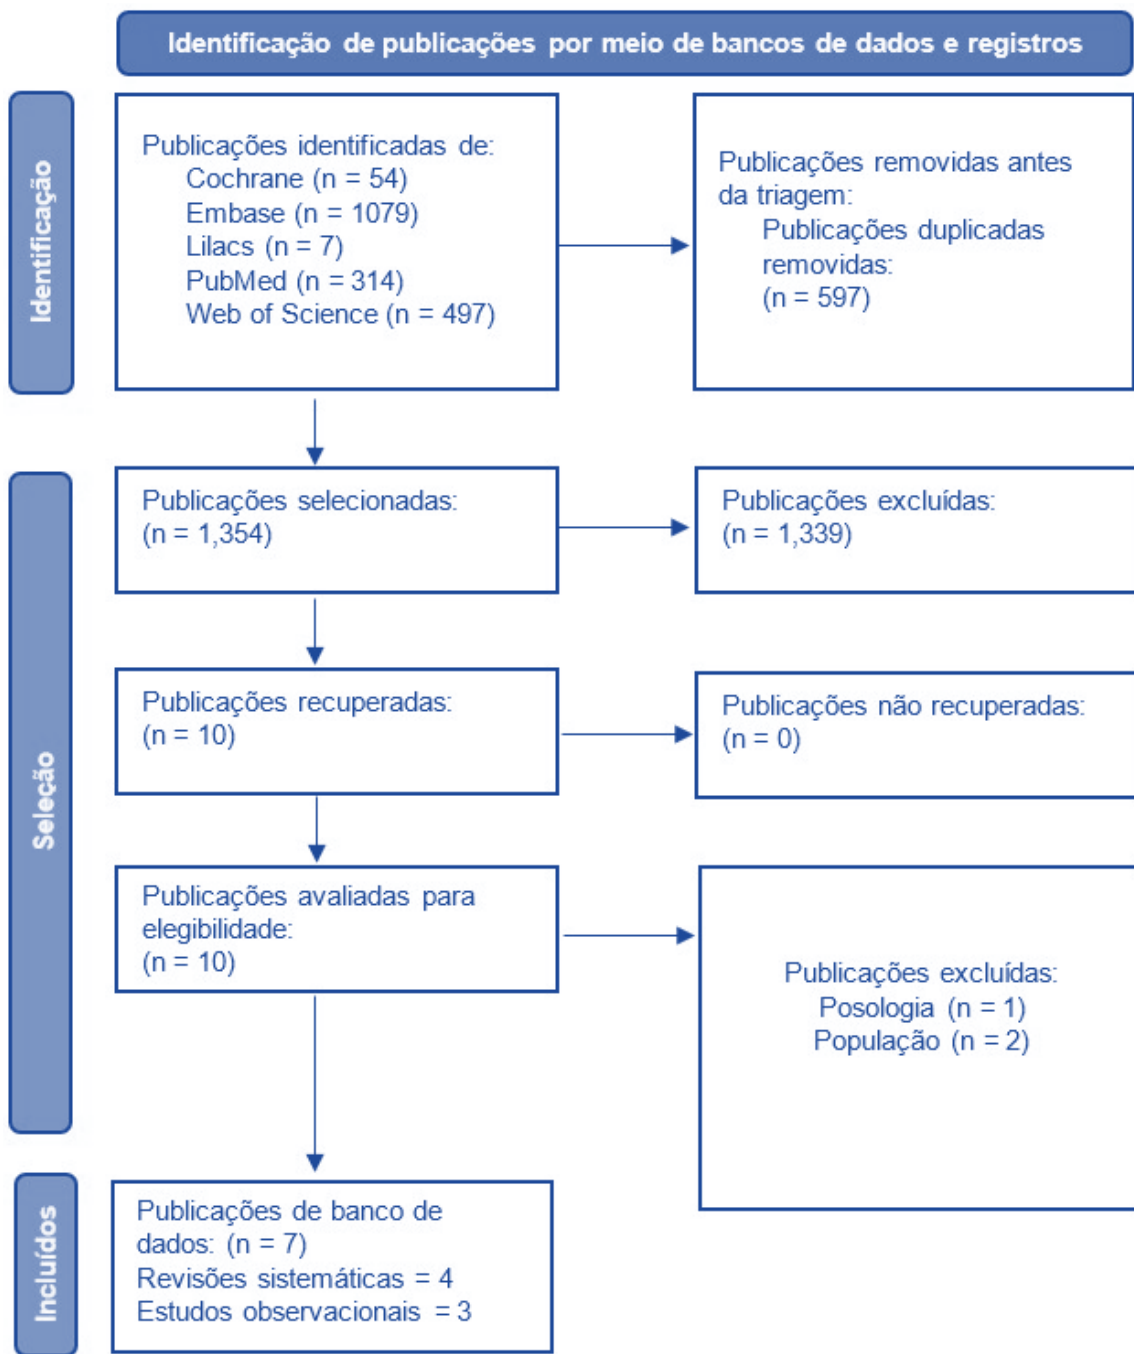 Identificação de publicações por meio de bancos de dados e registros
Identificação
Publicações identificadas de:
Cochrane (n = 54)
Embase (n = 1079)
Lilacs (n = 7)
PubMed (n = 314)
Web of Science (n = 497)
Publicações removidas antes
da triagem:
Publicações duplicadas
removidas:
(n = 597)
Seleção
Publicações selecionadas:
(n = 1,354)
Publicações excluídas:
(n = 1,339)
Publicações recuperadas:
(n = 10)
Publicações não recuperadas:
(n = 0)
Publicações avaliadas para
elegibilidade:
(n = 10)
Publicações excluídas:
Posologia (n = 1)
População (n = 2)
Incluídos
Publicações de banco de
dados: (n = 7)
Revisões sistemáticas = 4
Estudos observacionais = 3